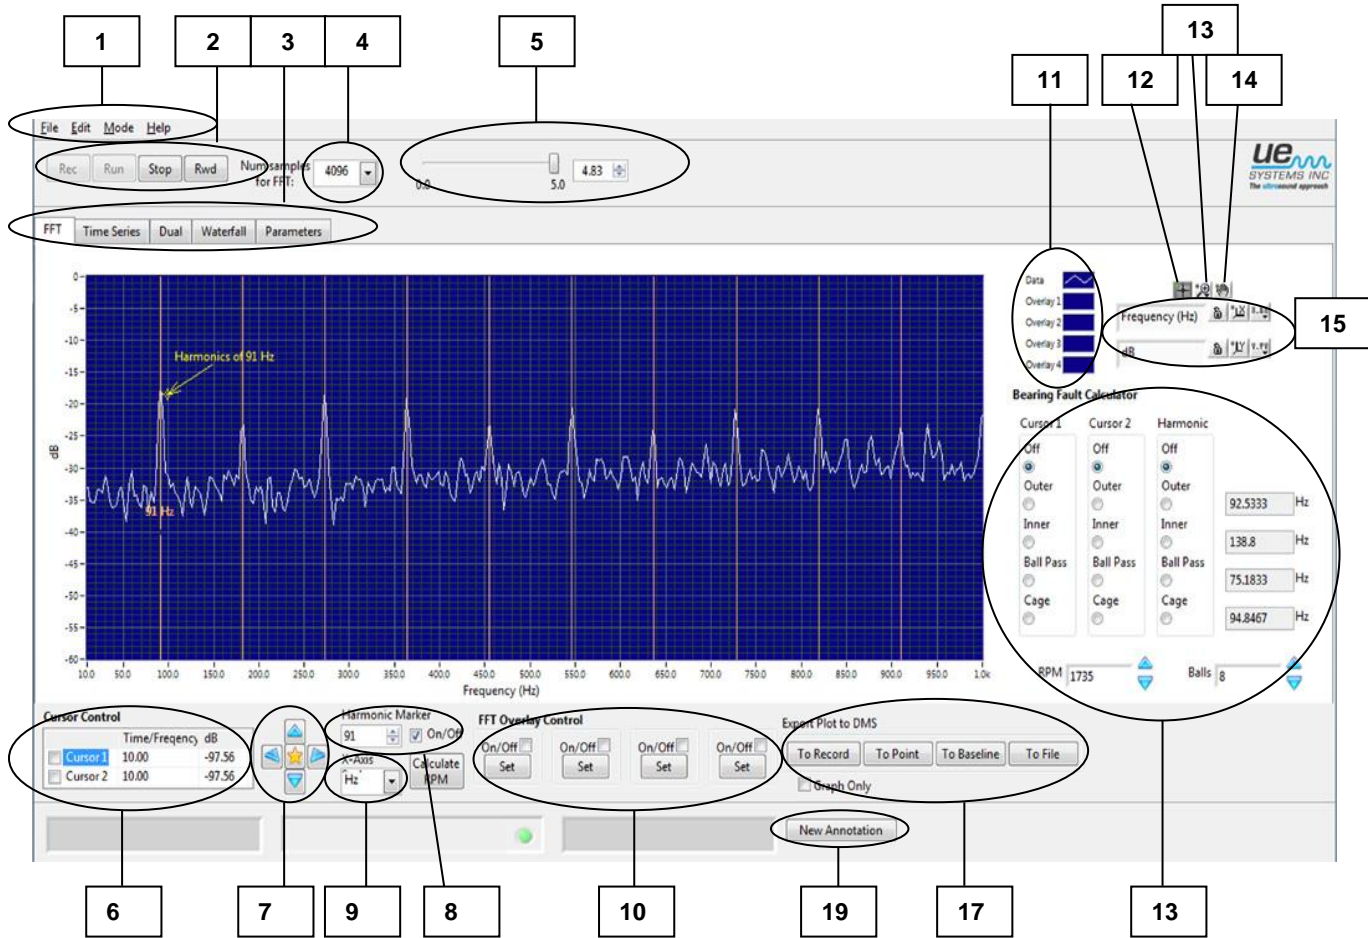 13
1
2
3
4
5
11
12
14
File Edit Mode Help
Rec Run Stop Rwd
Num samples
for FFT:
4096
0.0 5.0
4.83
ue
SYSTEMS INC
The ultrasound approach
FFT Time Series Dual Waterfall Parameters
Data
Overlay 1
Overlay 2
Overlay 3
Overlay 4
Frequency (Hz)
dB
15
0
-5
-10
-15
-20
-25
-30
-35
-40
-45
-50
-55
-60
dB
Harmonics of 91 Hz
91 Hz
10.0 50.0 100.0 150.0 200.0 250.0 300.0 350.0 400.0 450.0 500.0 550.0 600.0 650.0 700.0 750.0 800.0 850.0 900.0 950.0 1.0k
Frequency (Hz)
Bearing Fault Calculator
Cursor 1 Cursor 2 Harmonic
Off Off Off
Outer Outer Outer
92.5333 Hz
Inner Inner Inner
138.8 Hz
Ball Pass Ball Pass Ball Pass
75.1833 Hz
Cage Cage Cage
94.8467 Hz
RPM 1735 Balls 8
Cursor Control
Time/Freqency dB
Cursor 1 10.00 -97.56
Cursor 2 10.00 -97.56
Harmonic Marker
91 On/Off
X-Axis
Hz
Calculate
RPM
FFT Overlay Control
On/Off On/Off On/Off On/Off
Set Set Set Set
Export Plot to DMS
To Record To Point To Baseline To File
Graph Only
New Annotation
6
7
9
8
10
19
17
13